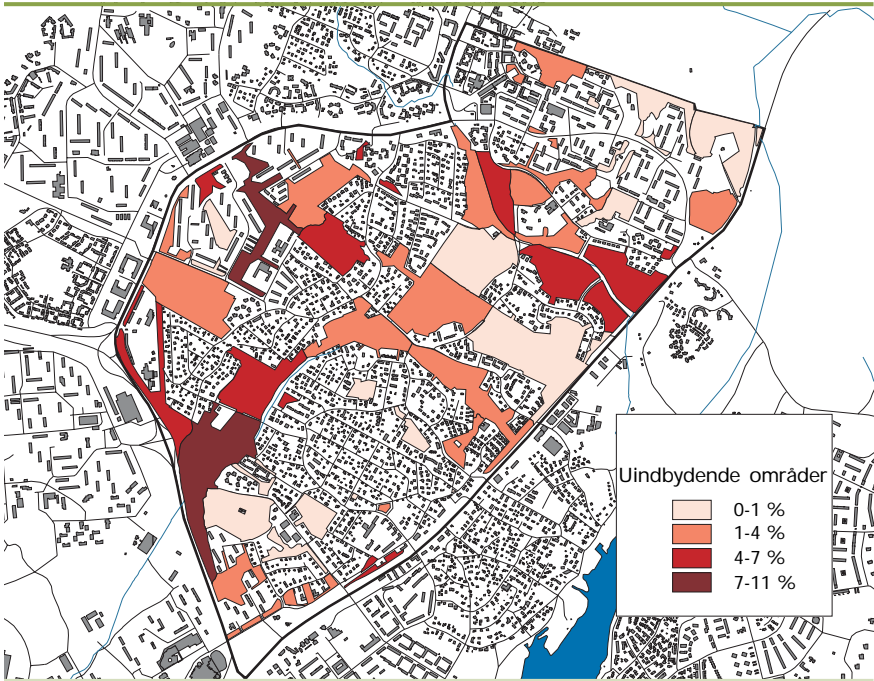 Uindbydende områder
0-1 %
1-4 %
4-7 %
7-11 %